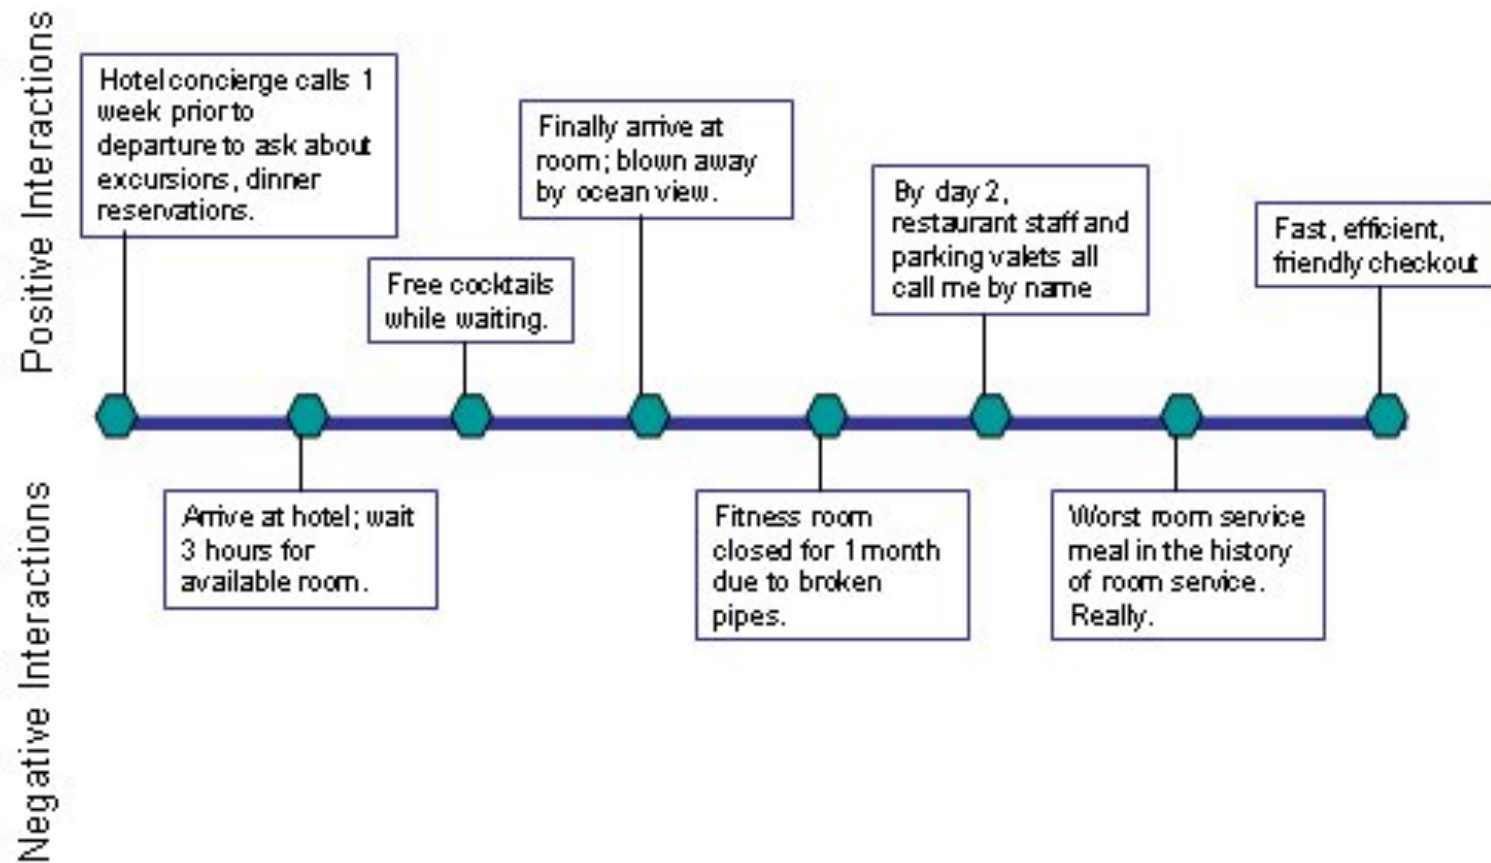 Positive Interactions
Hotel concierge calls 1
week prior to
departure to ask about
excursions, dinner
reservations.
Free cocktails
while waiting.
Finally arrive at
room; blown away
by ocean view.
By day 2,
restaurant staff and
parking valets all
call me by name
Fast, efficient,
friendly checkout
Negative Interactions
Arrive at hotel; wait
3 hours for
available room.
Fitness room
closed for 1 month
due to broken
pipes.
Worst room service
meal in the history
of room service.
Really.